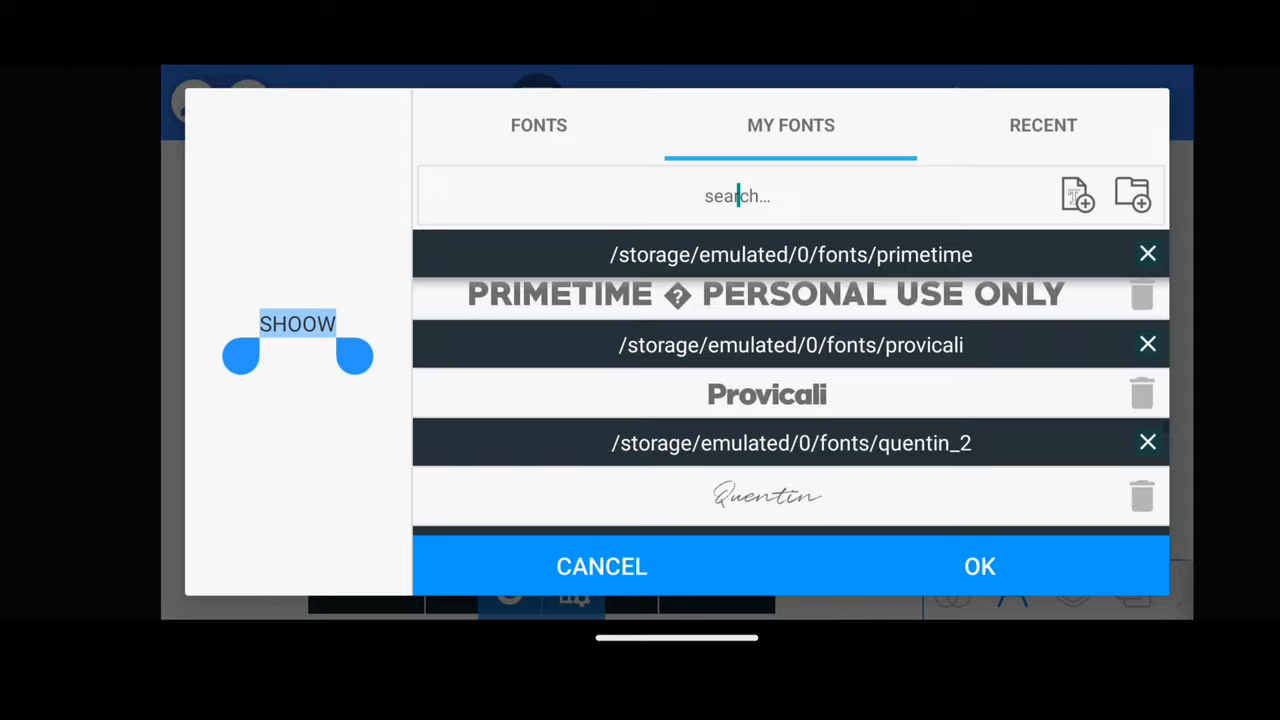 FONTS MY FONTS RECENT
search...
/storage/emulated/0/fonts/primetime
PRIMETIME � PERSONAL USE ONLY
/storage/emulated/0/fonts/provicali
Provicali
/storage/emulated/0/fonts/quentin_2
Quentin
SHOOW
CANCEL OK